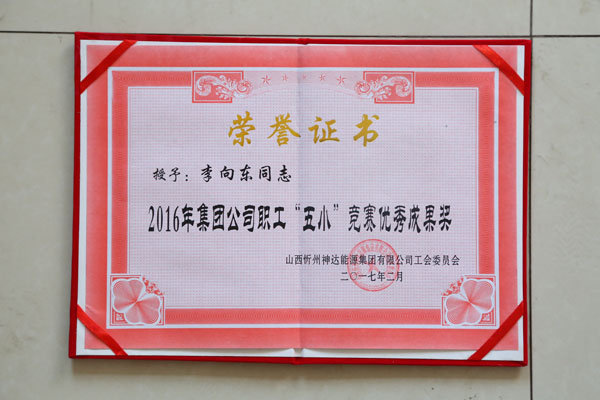 荣誉证书
授予：李向东同志
2016年集团公司职工“五小”竞赛优秀成果奖
山西忻州神达能源集团有限公司工会委员会
二〇一七年二月